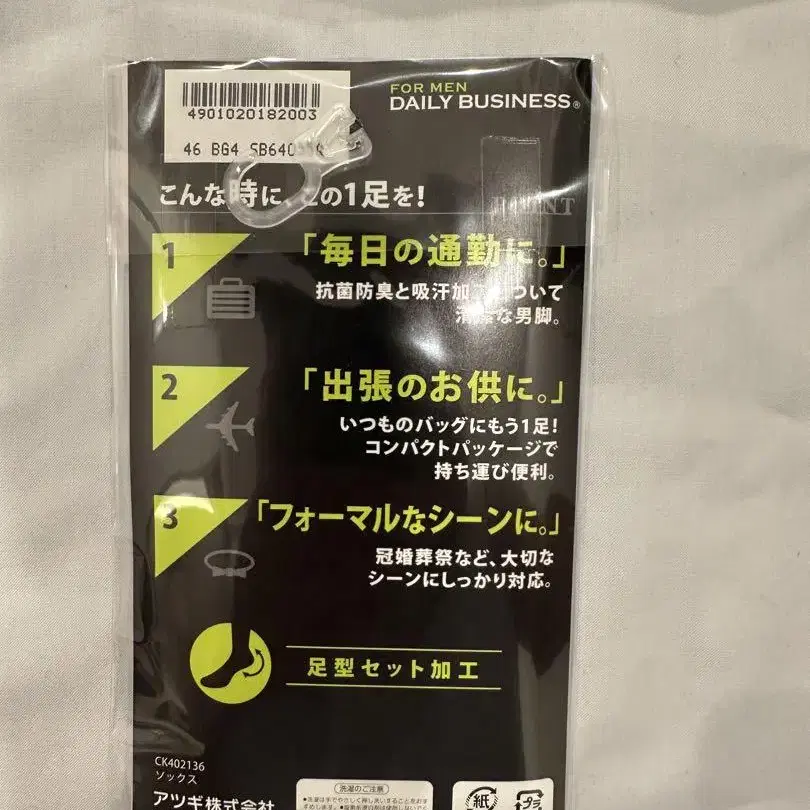 FOR MEN
DAILY BUSINESS®
4901020182003
46 BG4
こんな時に、この1足を!
1
「毎日の通勤に。」
抗菌防臭と吸汗加
ついて
な男脚。
2
「出張のお供に。」
いつものバッグにもう1足!
コンパクトパッケージで
持ち運び便利。
3
「フォーマルなシーンに。」
冠婚葬祭など、大切な
シーンにしっかり対応。
足型セット加工
CK402136
ソックス
アツギ株式会社
洗濯のご注意
紙
プラ